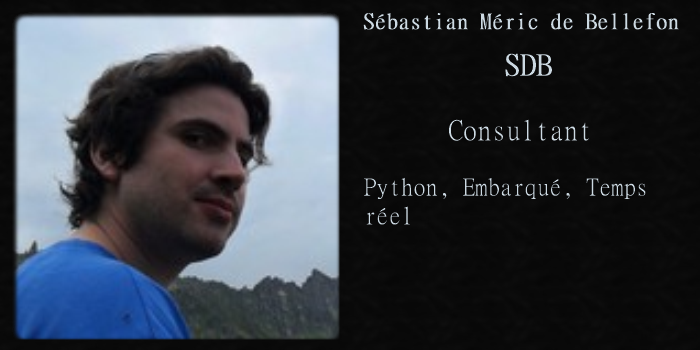 Sébastian Méric de Bellefon
SDB
Consultant
Python, Embarqué, Temps
réel